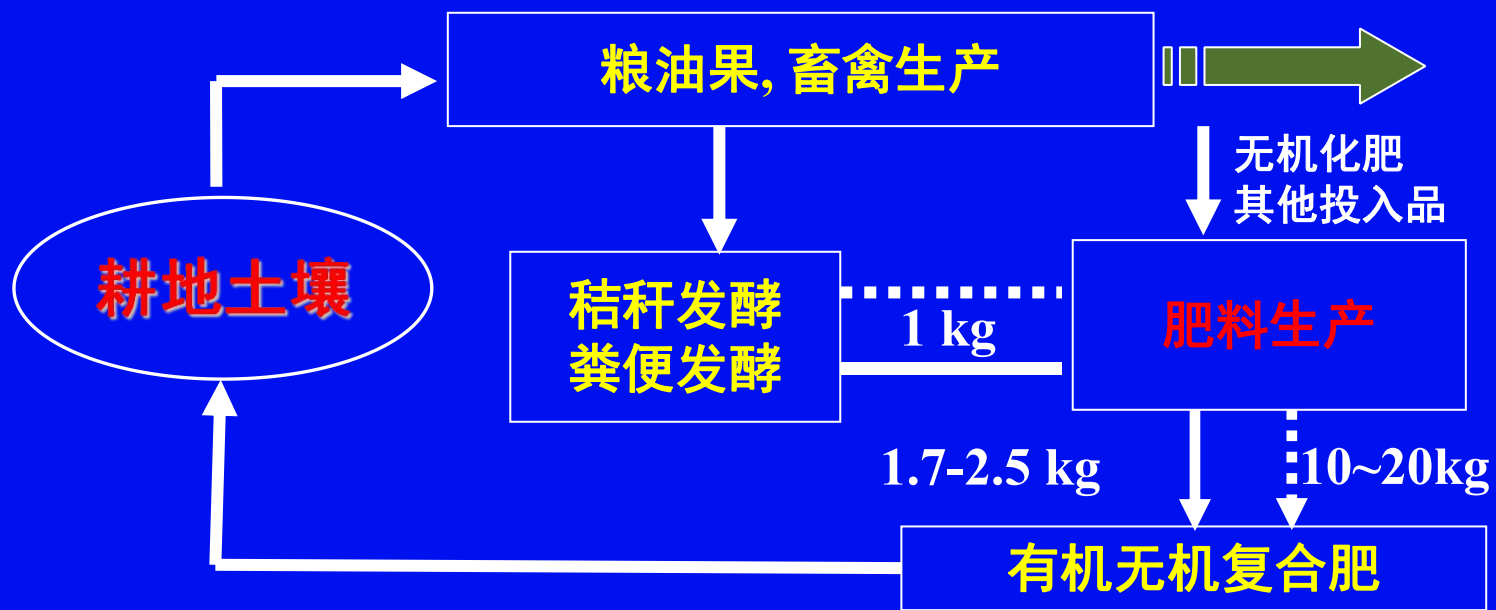 粮油果, 畜禽生产
无机化肥
其他投入品
耕地土壤
秸秆发酵
粪便发酵
1 kg
肥料生产
1.7-2.5 kg
10~20kg
有机无机复合肥